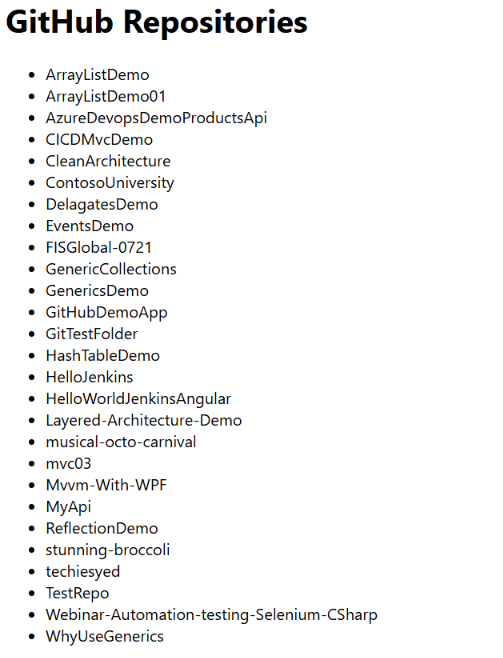 GitHub Repositories
ArrayListDemo
ArrayListDemo01
AzureDevopsDemoProductsApi
CICDMvcDemo
CleanArchitecture
ContosoUniversity
DelagatesDemo
EventsDemo
FISGlobal-0721
GenericCollections
GenericsDemo
GitHubDemoApp
GitTestFolder
HashTableDemo
HelloJenkins
HelloWorldJenkinsAngular
Layered-Architecture-Demo
musical-octo-carnival
mvc03
Mvvm-With-WPF
MyApi
ReflectionDemo
stunning-broccoli
techiesyed
TestRepo
Webinar-Automation-testing-Selenium-CSharp
WhyUseGenerics